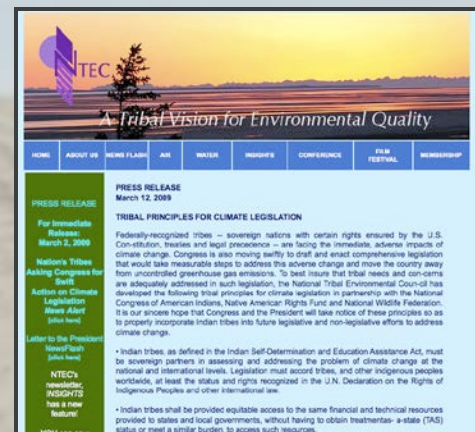 NTEC
A Tribal Vision for Environmental Quality
HOME ABOUT US NEWS FLASH AIR WATER INSIGHTS CONFERENCE FILM FESTIVAL MEMBERSHIP
PRESS RELEASE
For Immediate
Release:
March 2, 2009
Nation's Tribes
Asking Congress for
Swift
Action on Climate
Legislation
News Alert
[click here]
Letter to the President
NewsFlash
[click here]
NTEC's
newsletter,
INSIGHTS
has a new
feature!
PRESS RELEASE
March 12, 2009
TRIBAL PRINCIPLES FOR CLIMATE LEGISLATION
Federally-recognized tribes -- sovereign nations with certain rights ensured by the U.S.
Con-stitution, treaties and legal precedence -- are facing the immediate, adverse impacts of
climate change. Congress is also moving swiftly to draft and enact comprehensive legislation
that would take measurable steps to address this adverse change and move the country away
from uncontrolled greenhouse gas emissions. To best insure that tribal needs and con-cerns
are adequately addressed in such legislation, the National Tribal Environmental Coun-cil has
developed the following tribal principles for climate legislation in partnership with the National
Congress of American Indians, Native American Rights Fund and National Wildlife Federation.
It is our sincere hope that Congress and the President will take notice of these principles so as
to properly incorporate Indian tribes into future legislative and non-legislative efforts to address
climate change.
• Indian tribes, as defined in the Indian Self-Determination and Education Assistance Act, must
be sovereign partners in assessing and addressing the problem of climate change at the
national and international levels. Legislation must accord tribes, and other indigenous peoples
worldwide, at least the status and rights recognized in the U.N. Declaration on the Rights of
Indigenous Peoples and other international law.
• Indian tribes shall be provided equitable access to the same financial and technical resources
provided to states and local governments, without having to obtain treatmentas- a-state (TAS)
status or meet a similar burden, to access such resources.